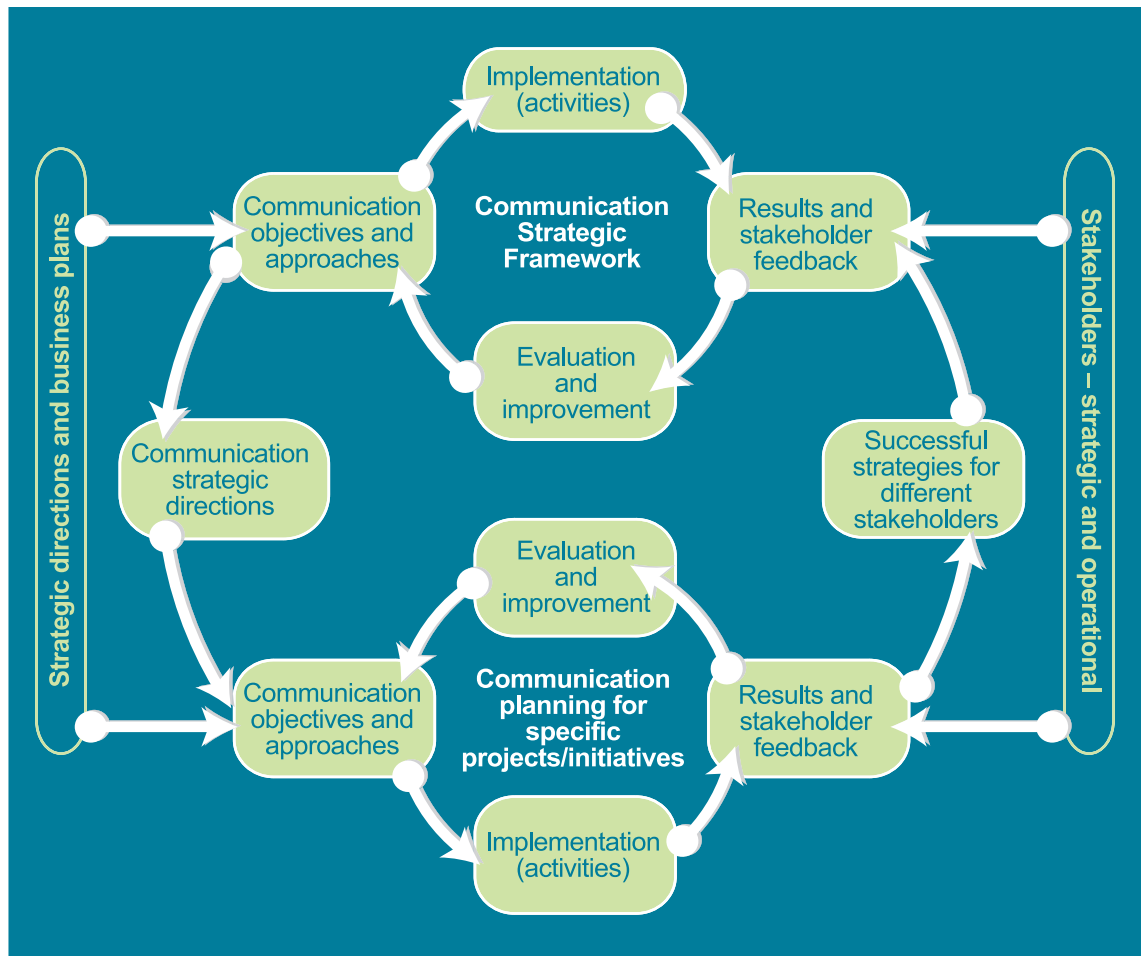 Implementation
(activities)
Communication
objectives and
approaches
Communication
Strategic
Framework
Results and
stakeholder
feedback
Evaluation
and
improvement
Strategic directions and business plans
Stakeholders – strategic and operational
Communication
strategic
directions
Successful
strategies for
different
stakeholders
Evaluation
and
improvement
Communication
objectives and
approaches
Communication
planning for
specific
projects/initiatives
Results and
stakeholder
feedback
Implementation
(activities)